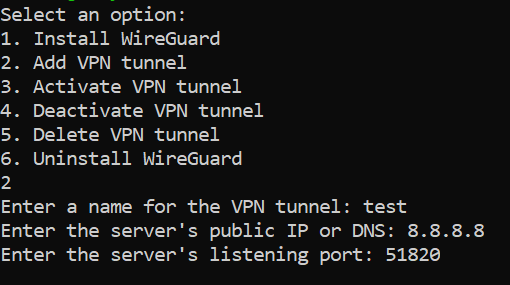 Select an option:
1. Install WireGuard
2. Add VPN tunnel
3. Activate VPN tunnel
4. Deactivate VPN tunnel
5. Delete VPN tunnel
6. Uninstall WireGuard
2
Enter a name for the VPN tunnel: test
Enter the server's public IP or DNS: 8.8.8.8
Enter the server's listening port: 51820